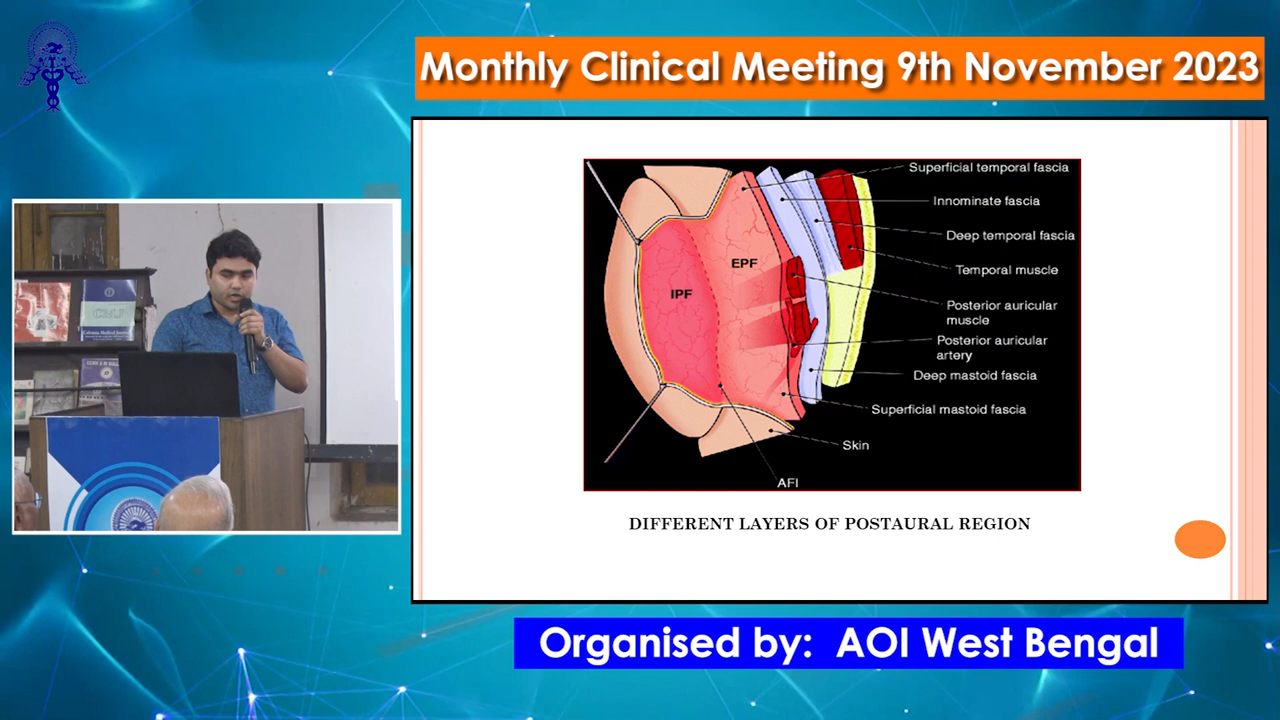 Monthly Clinical Meeting 9th November 2023
Superficial temporal fascia
Innominate fascia
Deep temporal fascia
Temporal muscle
EPF
IPF
Posterior auricular
muscle
Posterior auricular
artery
Deep mastoid fascia
Superficial mastoid fascia
Skin
AFI
DIFFERENT LAYERS OF POSTAURAL REGION
CMJ
Organised by: AOI West Bengal